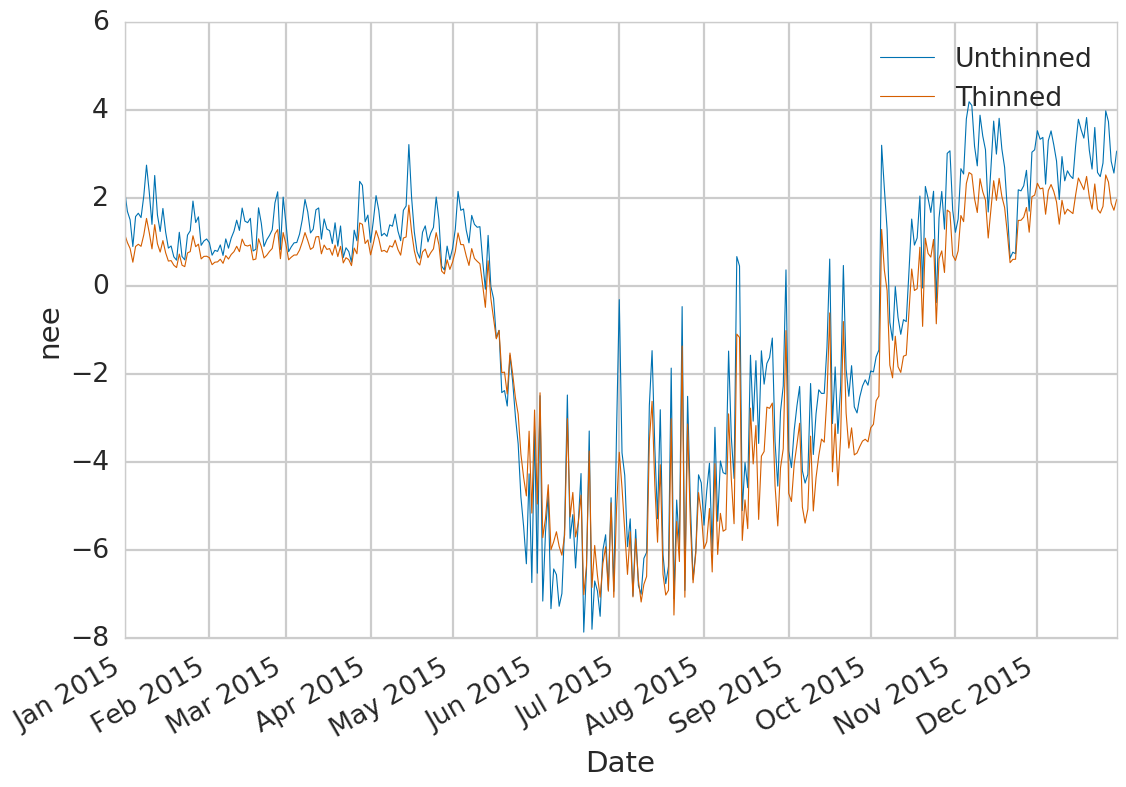 6
4
2
0
−2
−4
−6
−8
nee
Unthinned
Thinned
Jan 2015
Feb 2015
Mar 2015
Apr 2015
May 2015
Jun 2015
Jul 2015
Aug 2015
Sep 2015
Oct 2015
Nov 2015
Dec 2015
Date